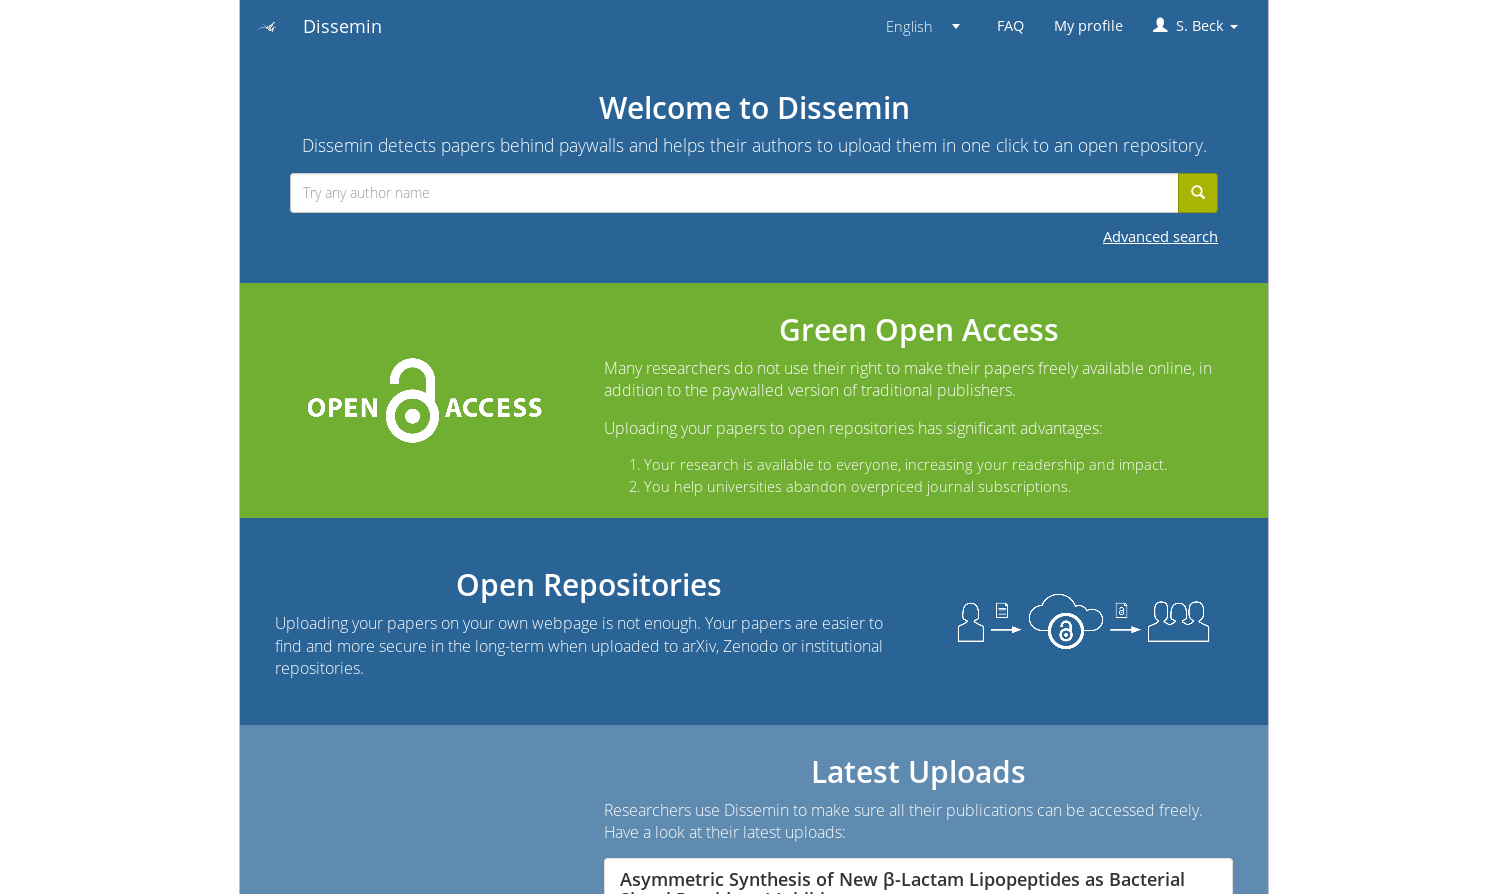 Dissemin
English
FAQ
My profile
S. Beck
Welcome to Dissemin
Dissemin detects papers behind paywalls and helps their authors to upload them in one click to an open repository.
Try any author name
Advanced search
OPEN ACCESS
Green Open Access
Many researchers do not use their right to make their papers freely available online, in
addition to the paywalled version of traditional publishers.
Uploading your papers to open repositories has significant advantages:
1. Your research is available to everyone, increasing your readership and impact.
2. You help universities abandon overpriced journal subscriptions.
Open Repositories
Uploading your papers on your own webpage is not enough. Your papers are easier to
find and more secure in the long-term when uploaded to arXiv, Zenodo or institutional
repositories.
Latest Uploads
Researchers use Dissemin to make sure all their publications can be accessed freely.
Have a look at their latest uploads:
Asymmetric Synthesis of New β-Lactam Lipopeptides as Bacterial